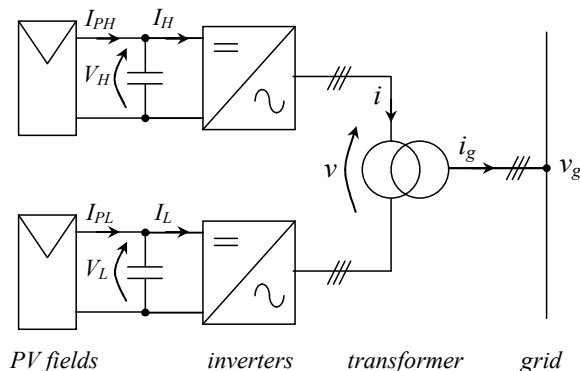 I_PH I_H
V_H
i
v
i_g
v_g
I_PL I_L
V_L
PV fields inverters transformer grid